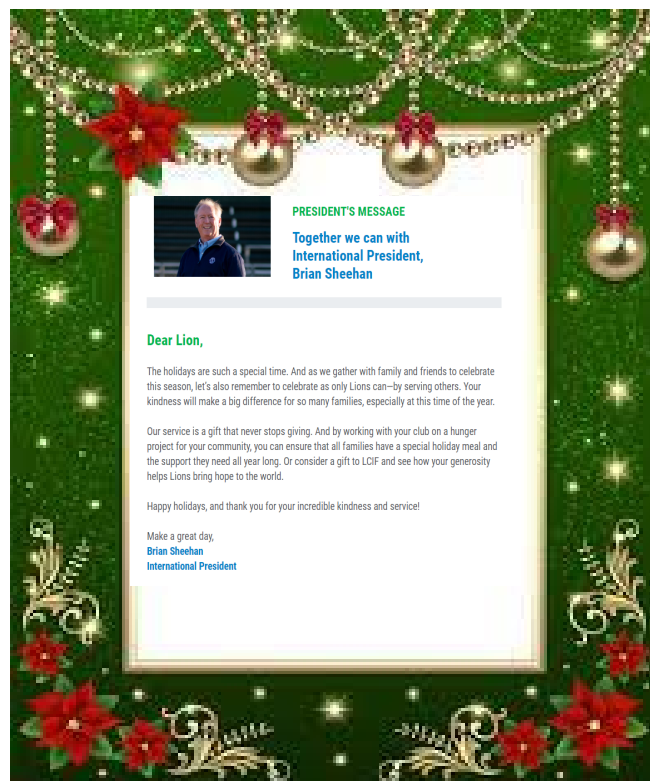 PRESIDENT'S MESSAGE
Together we can with
International President,
Brian Sheehan
Dear Lion,
The holidays are such a special time. And as we gather with family and friends to celebrate
this season, let's also remember to celebrate as only Lions can—by serving others. Your
kindness will make a big difference for so many families, especially at this time of the year.
Our service is a gift that never stops giving. And by working with your club on a hunger
project for your community, you can ensure that all families have a special holiday meal and
the support they need all year long. Or consider a gift to LCIF and see how your generosity
helps Lions bring hope to the world.
Happy holidays, and thank you for your incredible kindness and service!
Make a great day,
Brian Sheehan
International President